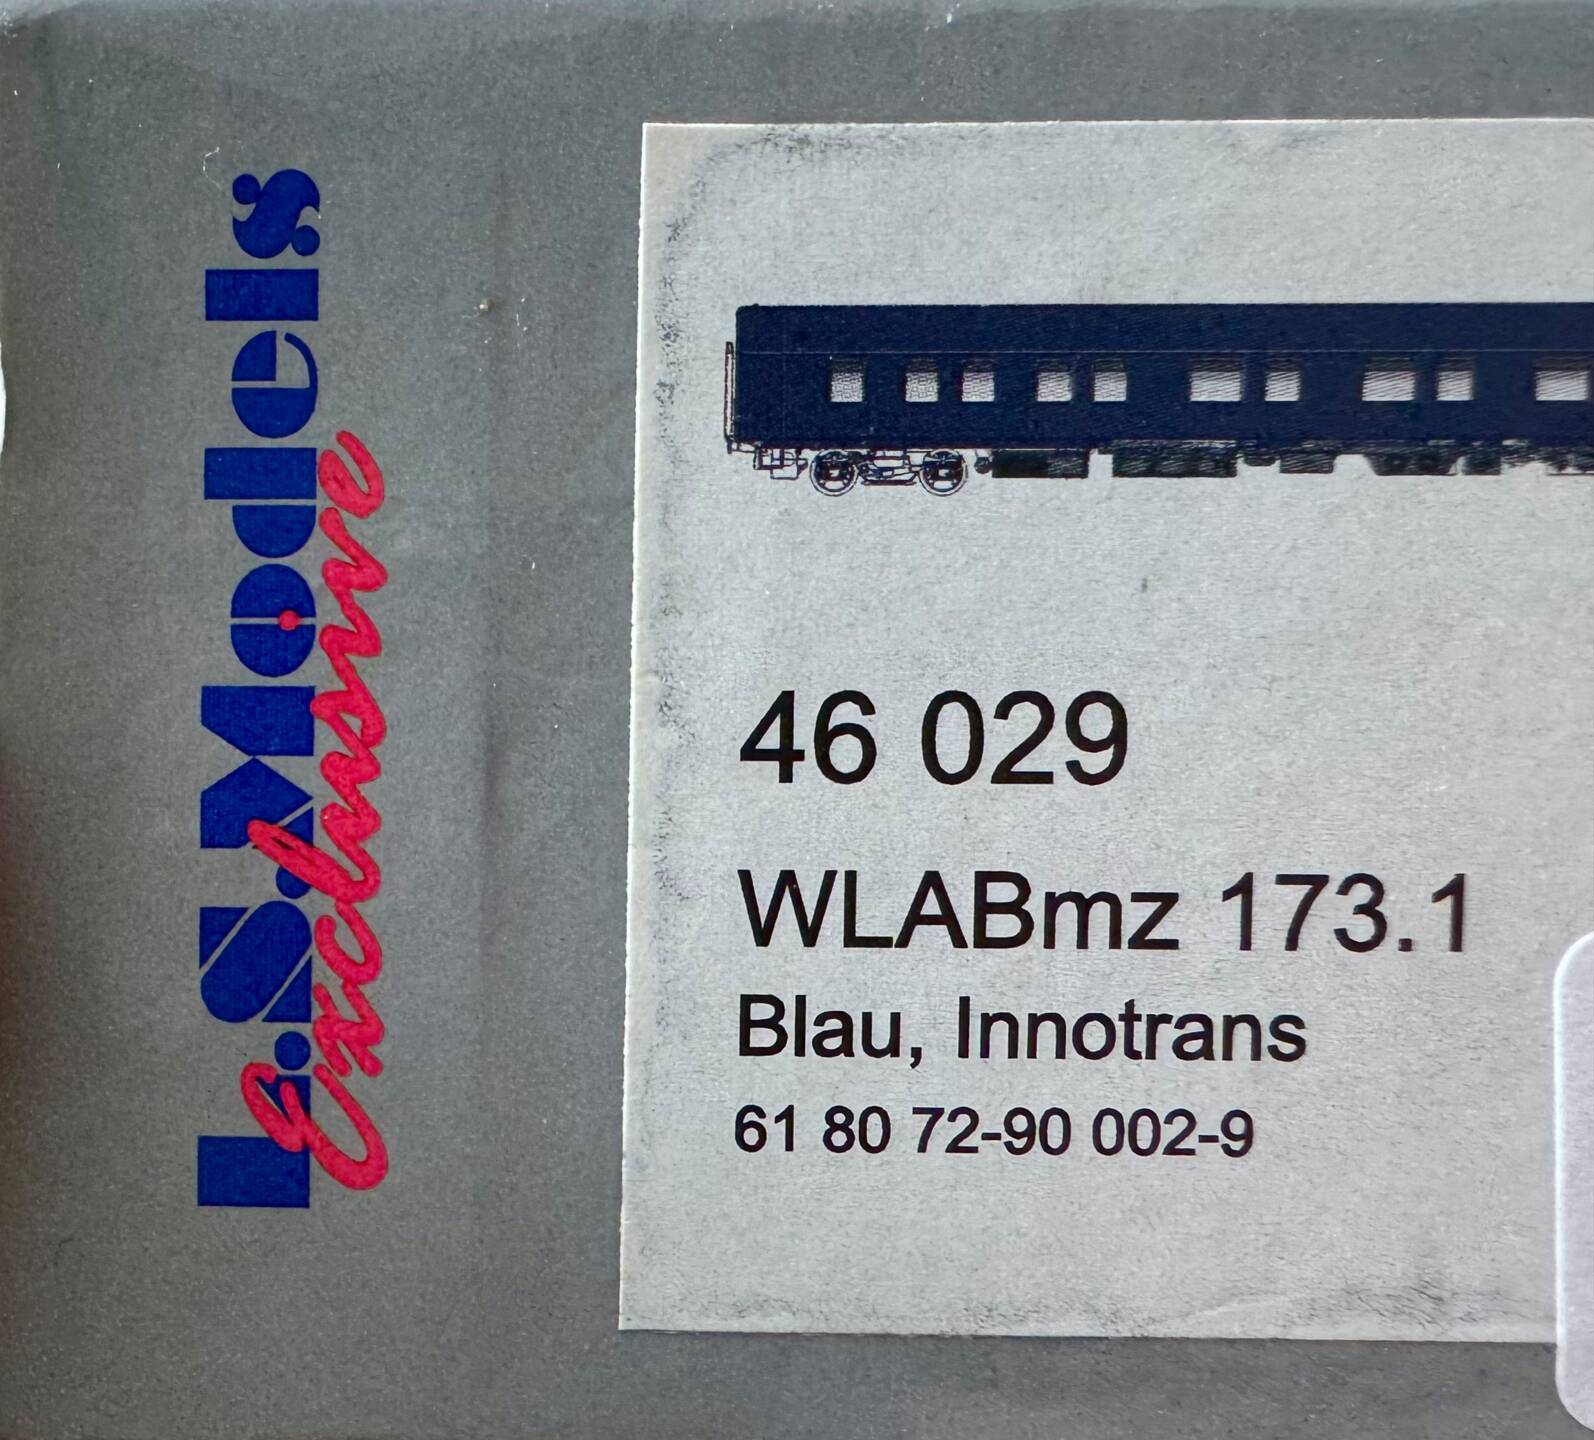 L.S.Models
Exclusive
46 029
WLABmz 173.1
Blau, Innotrans
61 80 72-90 002-9